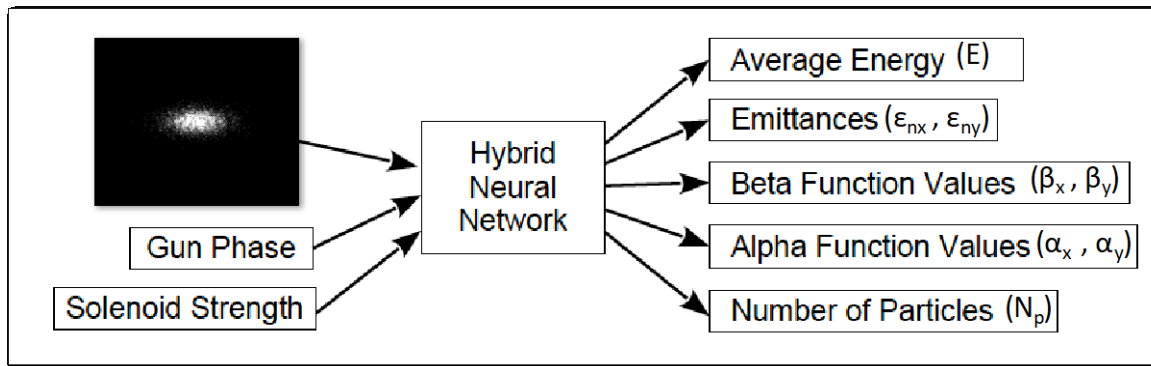 Gun Phase
Solenoid Strength
Hybrid
Neural
Network
Average Energy (E)
Emittances (εnx , εny)
Beta Function Values (βx , βy)
Alpha Function Values (αx , αy)
Number of Particles (Np)